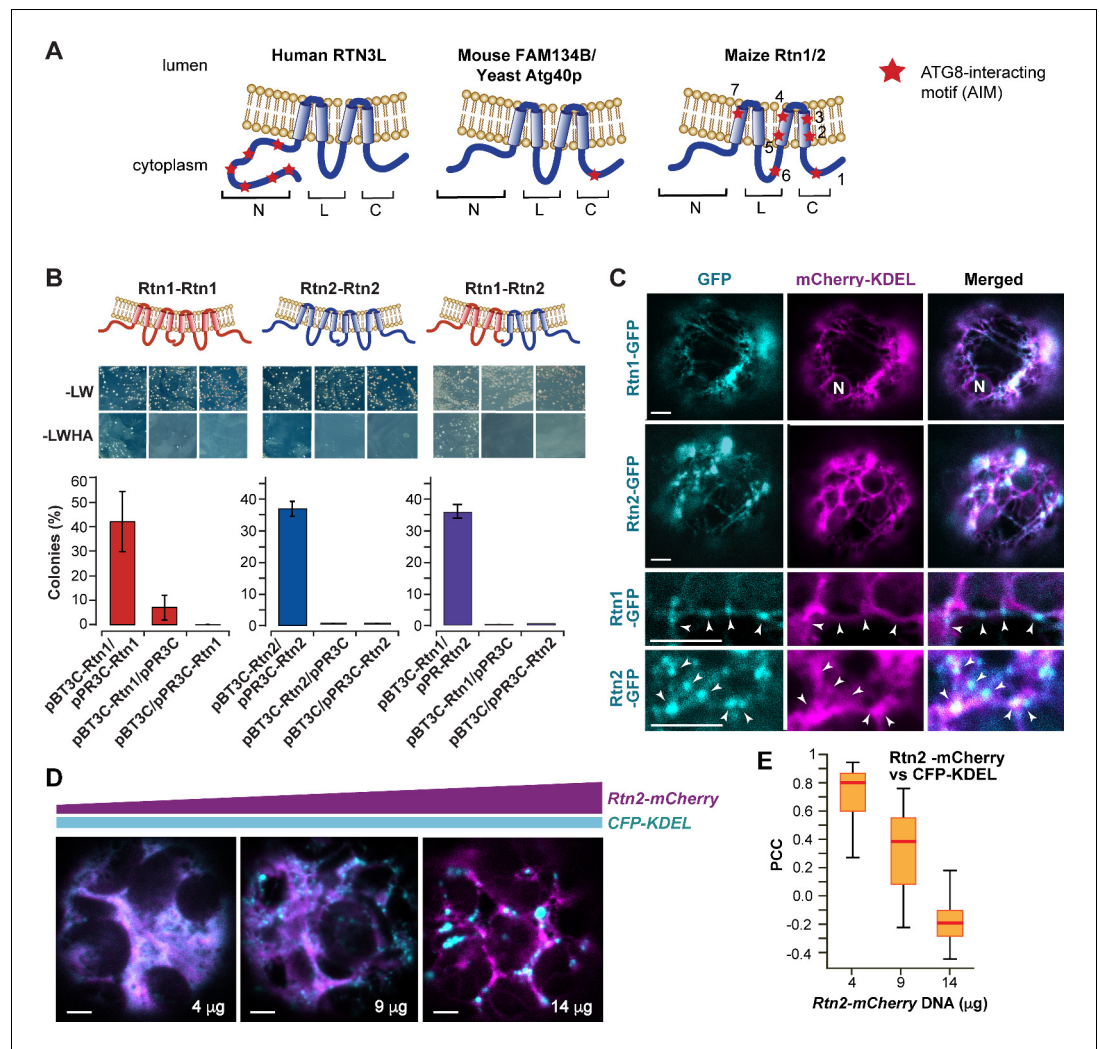 A
Human RTN3L
Mouse FAM134B/
Yeast Atg40p
Maize Rtn1/2
lumen
cytoplasm
ATG8-interacting
motif (AIM)
7
4
3
2
5
6
1
N
L
C
N
L
C
N
L
C
B
Rtn1-Rtn1
Rtn2-Rtn2
Rtn1-Rtn2
-LW
-LWHA
Colonies (%)
60
50
40
30
20
10
0
40
30
20
10
0
40
30
20
10
0
pBT3C-Rtn1/
pPR3C-Rtn1
pBT3C-Rtn1/pPR3C
pBT3C/pPR3C-Rtn1
pBT3C-Rtn2/
pPR3C-Rtn2
pBT3C-Rtn2/pPR3C
pBT3C/pPR3C-Rtn2
pBT3C-Rtn1/
pPR-Rtn2
pBT3C-Rtn1/pPR3C
pBT3C/pPR3C-Rtn2
C
GFP
mCherry-KDEL
Merged
Rtn1-GFP
N
N
Rtn2-GFP
Rtn1
-GFP
Rtn2
-GFP
D
Rtn2-mCherry
CFP-KDEL
4 µg
9 µg
14 µg
E
Rtn2 -mCherry
vs CFP-KDEL
PCC
1
0.8
0.6
0.4
0.2
0.0
-0.2
-0.4
4
9
14
Rtn2-mCherry DNA (µg)